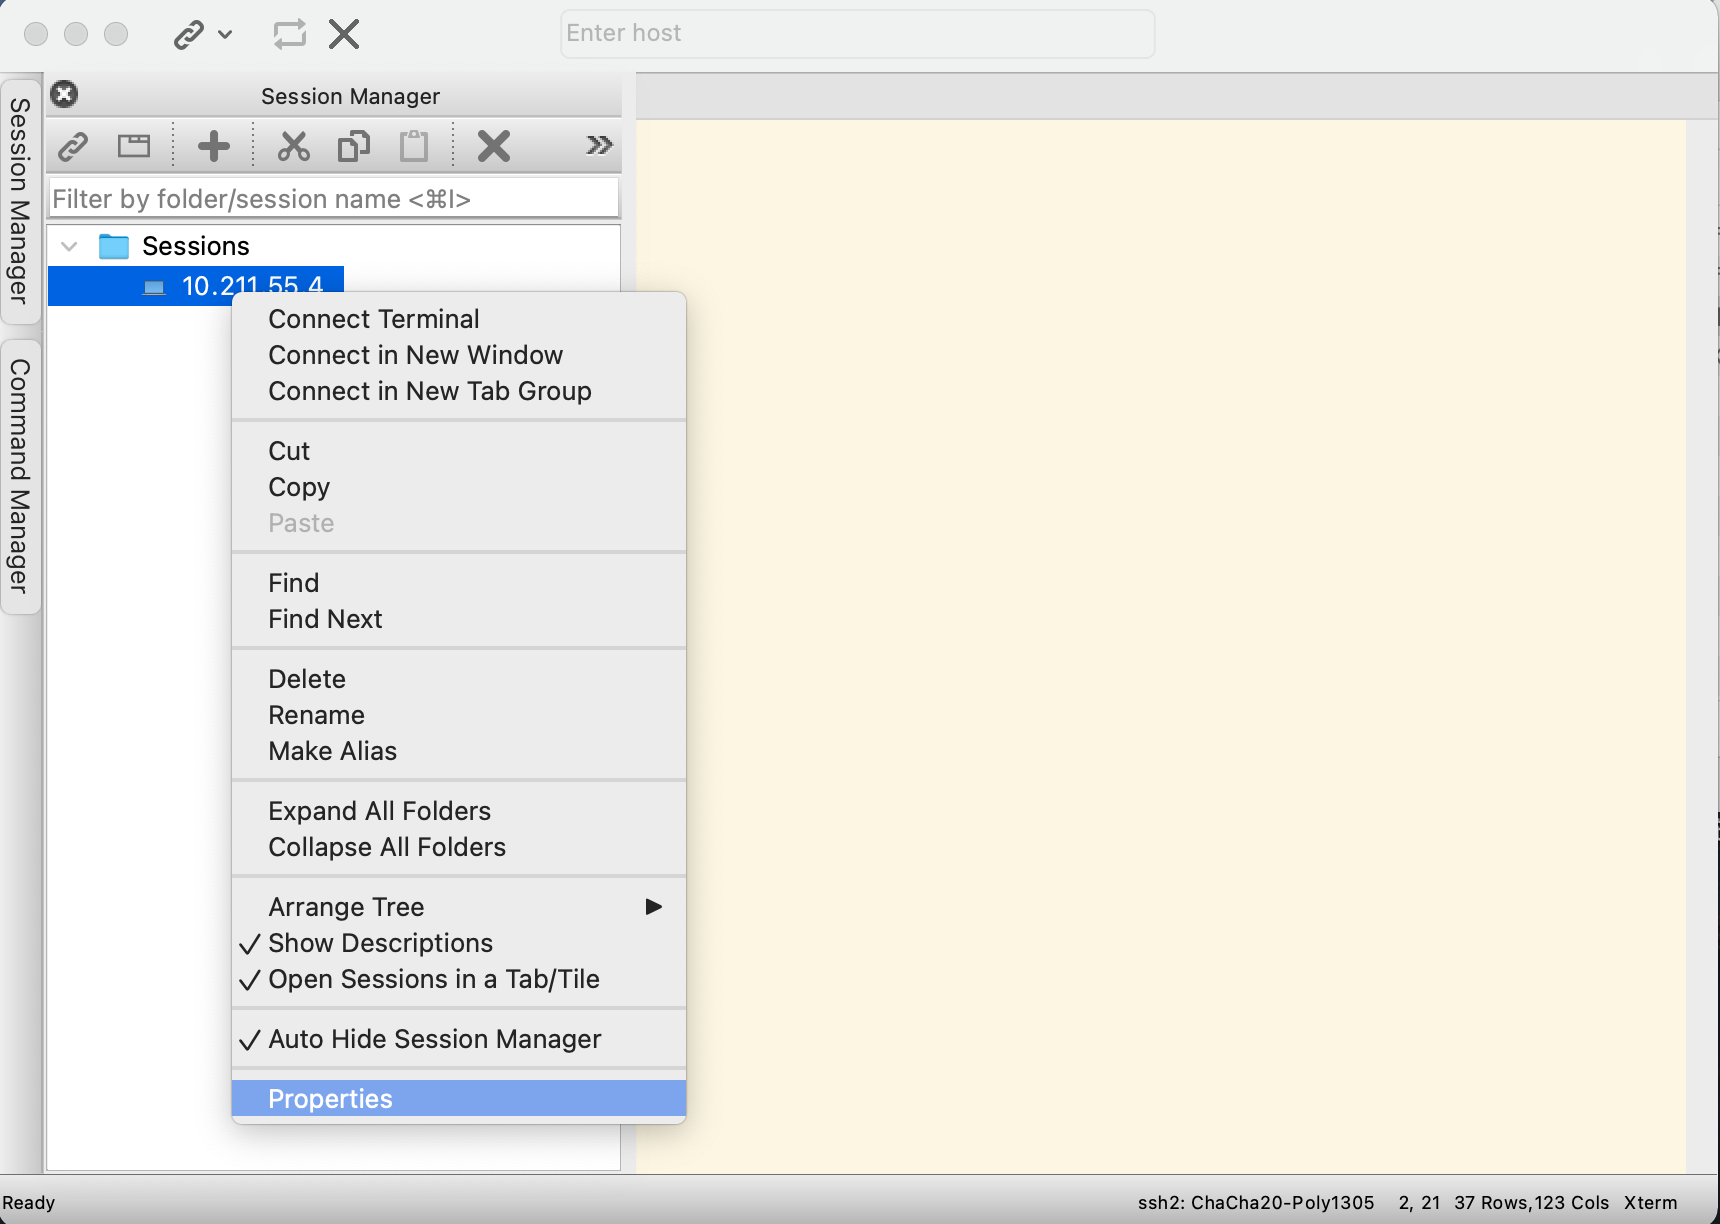 Enter host
Session Manager
Session Manager
Command Manager
Filter by folder/session name <⌘I>
Sessions
10.211.55.4
Connect Terminal
Connect in New Window
Connect in New Tab Group
Cut
Copy
Paste
Find
Find Next
Delete
Rename
Make Alias
Expand All Folders
Collapse All Folders
Arrange Tree
Show Descriptions
Open Sessions in a Tab/Tile
Auto Hide Session Manager
Properties
Ready
ssh2: ChaCha20-Poly1305 2, 21 37 Rows,123 Cols Xterm